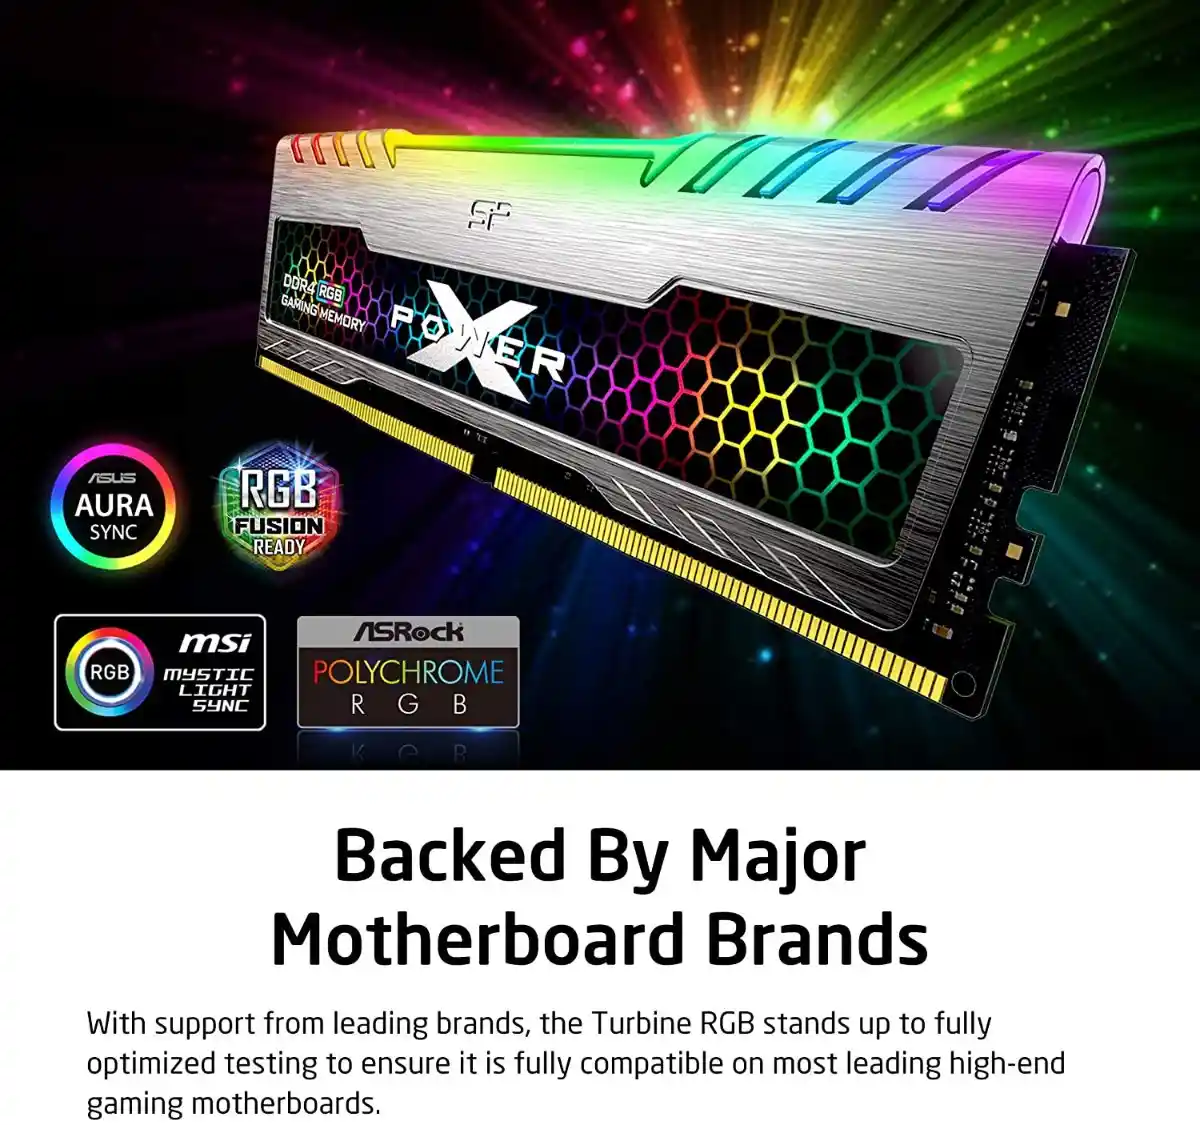 SP
DDR4 RGB
GAMING MEMORY
XPOWER
ASUS
AURA
SYNC
RGB
FUSION
READY
RGB
msi
MYSTIC
LIGHT
SYNC
ASRock
POLYCHROME
R G B
Backed By Major
Motherboard Brands
With support from leading brands, the Turbine RGB stands up to fully
optimized testing to ensure it is fully compatible on most leading high-end
gaming motherboards.